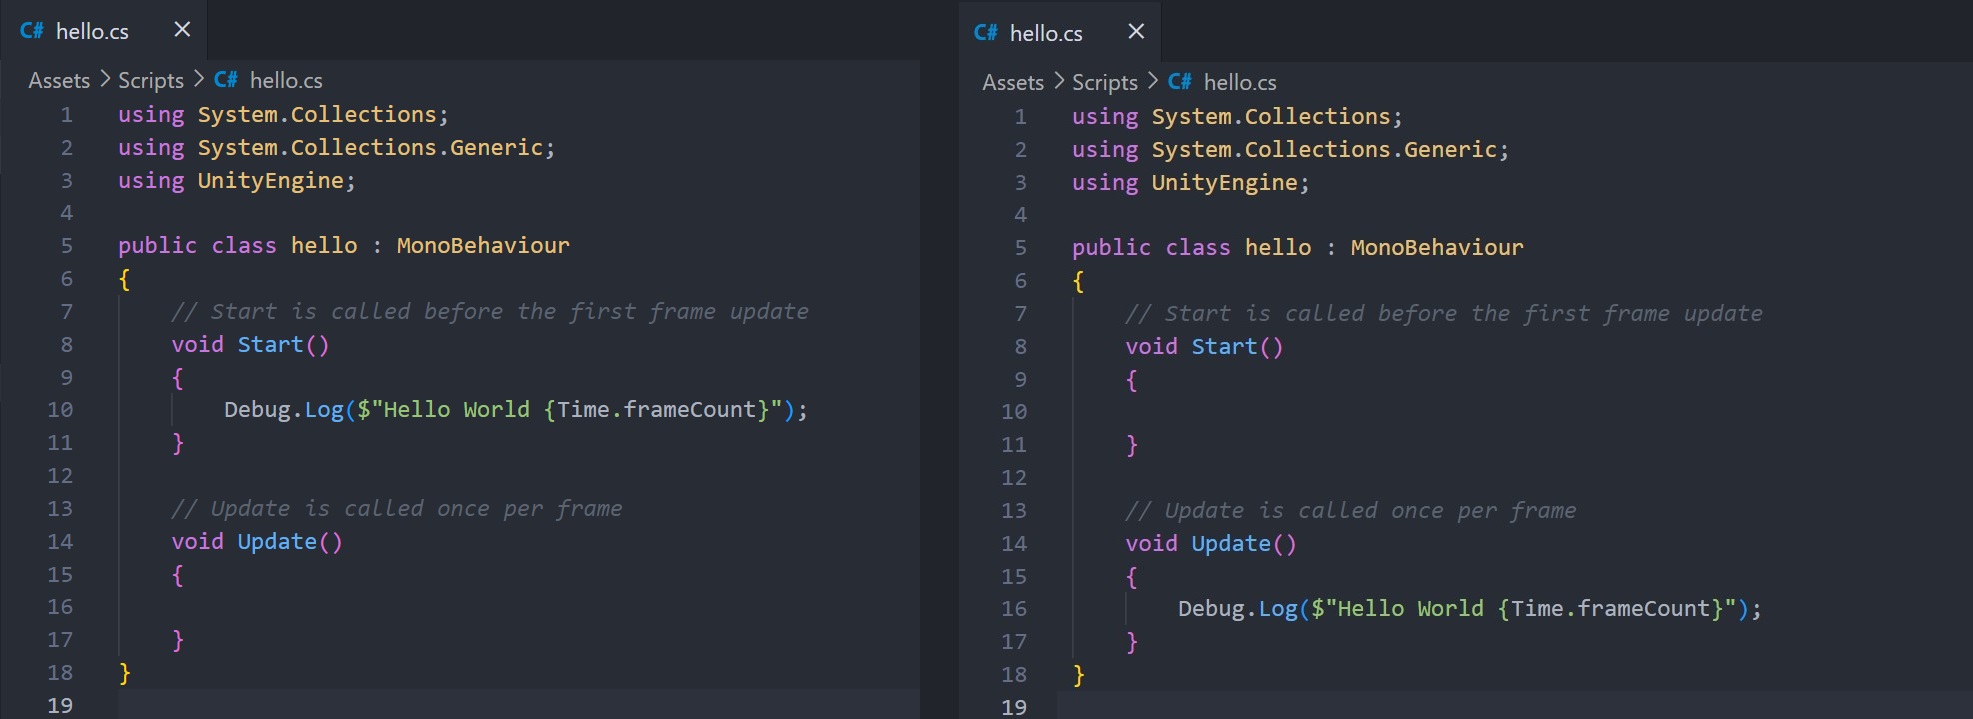 C# hello.cs ×
Assets > Scripts > C# hello.cs
1 using System.Collections;
2 using System.Collections.Generic;
3 using UnityEngine;
4
5 public class hello : MonoBehaviour
6 {
7     // Start is called before the first frame update
8     void Start()
9     {
10         Debug.Log($"Hello World {Time.frameCount}");
11     }
12
13     // Update is called once per frame
14     void Update()
15     {
16
17     }
18 }
19
C# hello.cs ×
Assets > Scripts > C# hello.cs
1 using System.Collections;
2 using System.Collections.Generic;
3 using UnityEngine;
4
5 public class hello : MonoBehaviour
6 {
7     // Start is called before the first frame update
8     void Start()
9     {
10
11     }
12
13     // Update is called once per frame
14     void Update()
15     {
16         Debug.Log($"Hello World {Time.frameCount}");
17     }
18 }
19